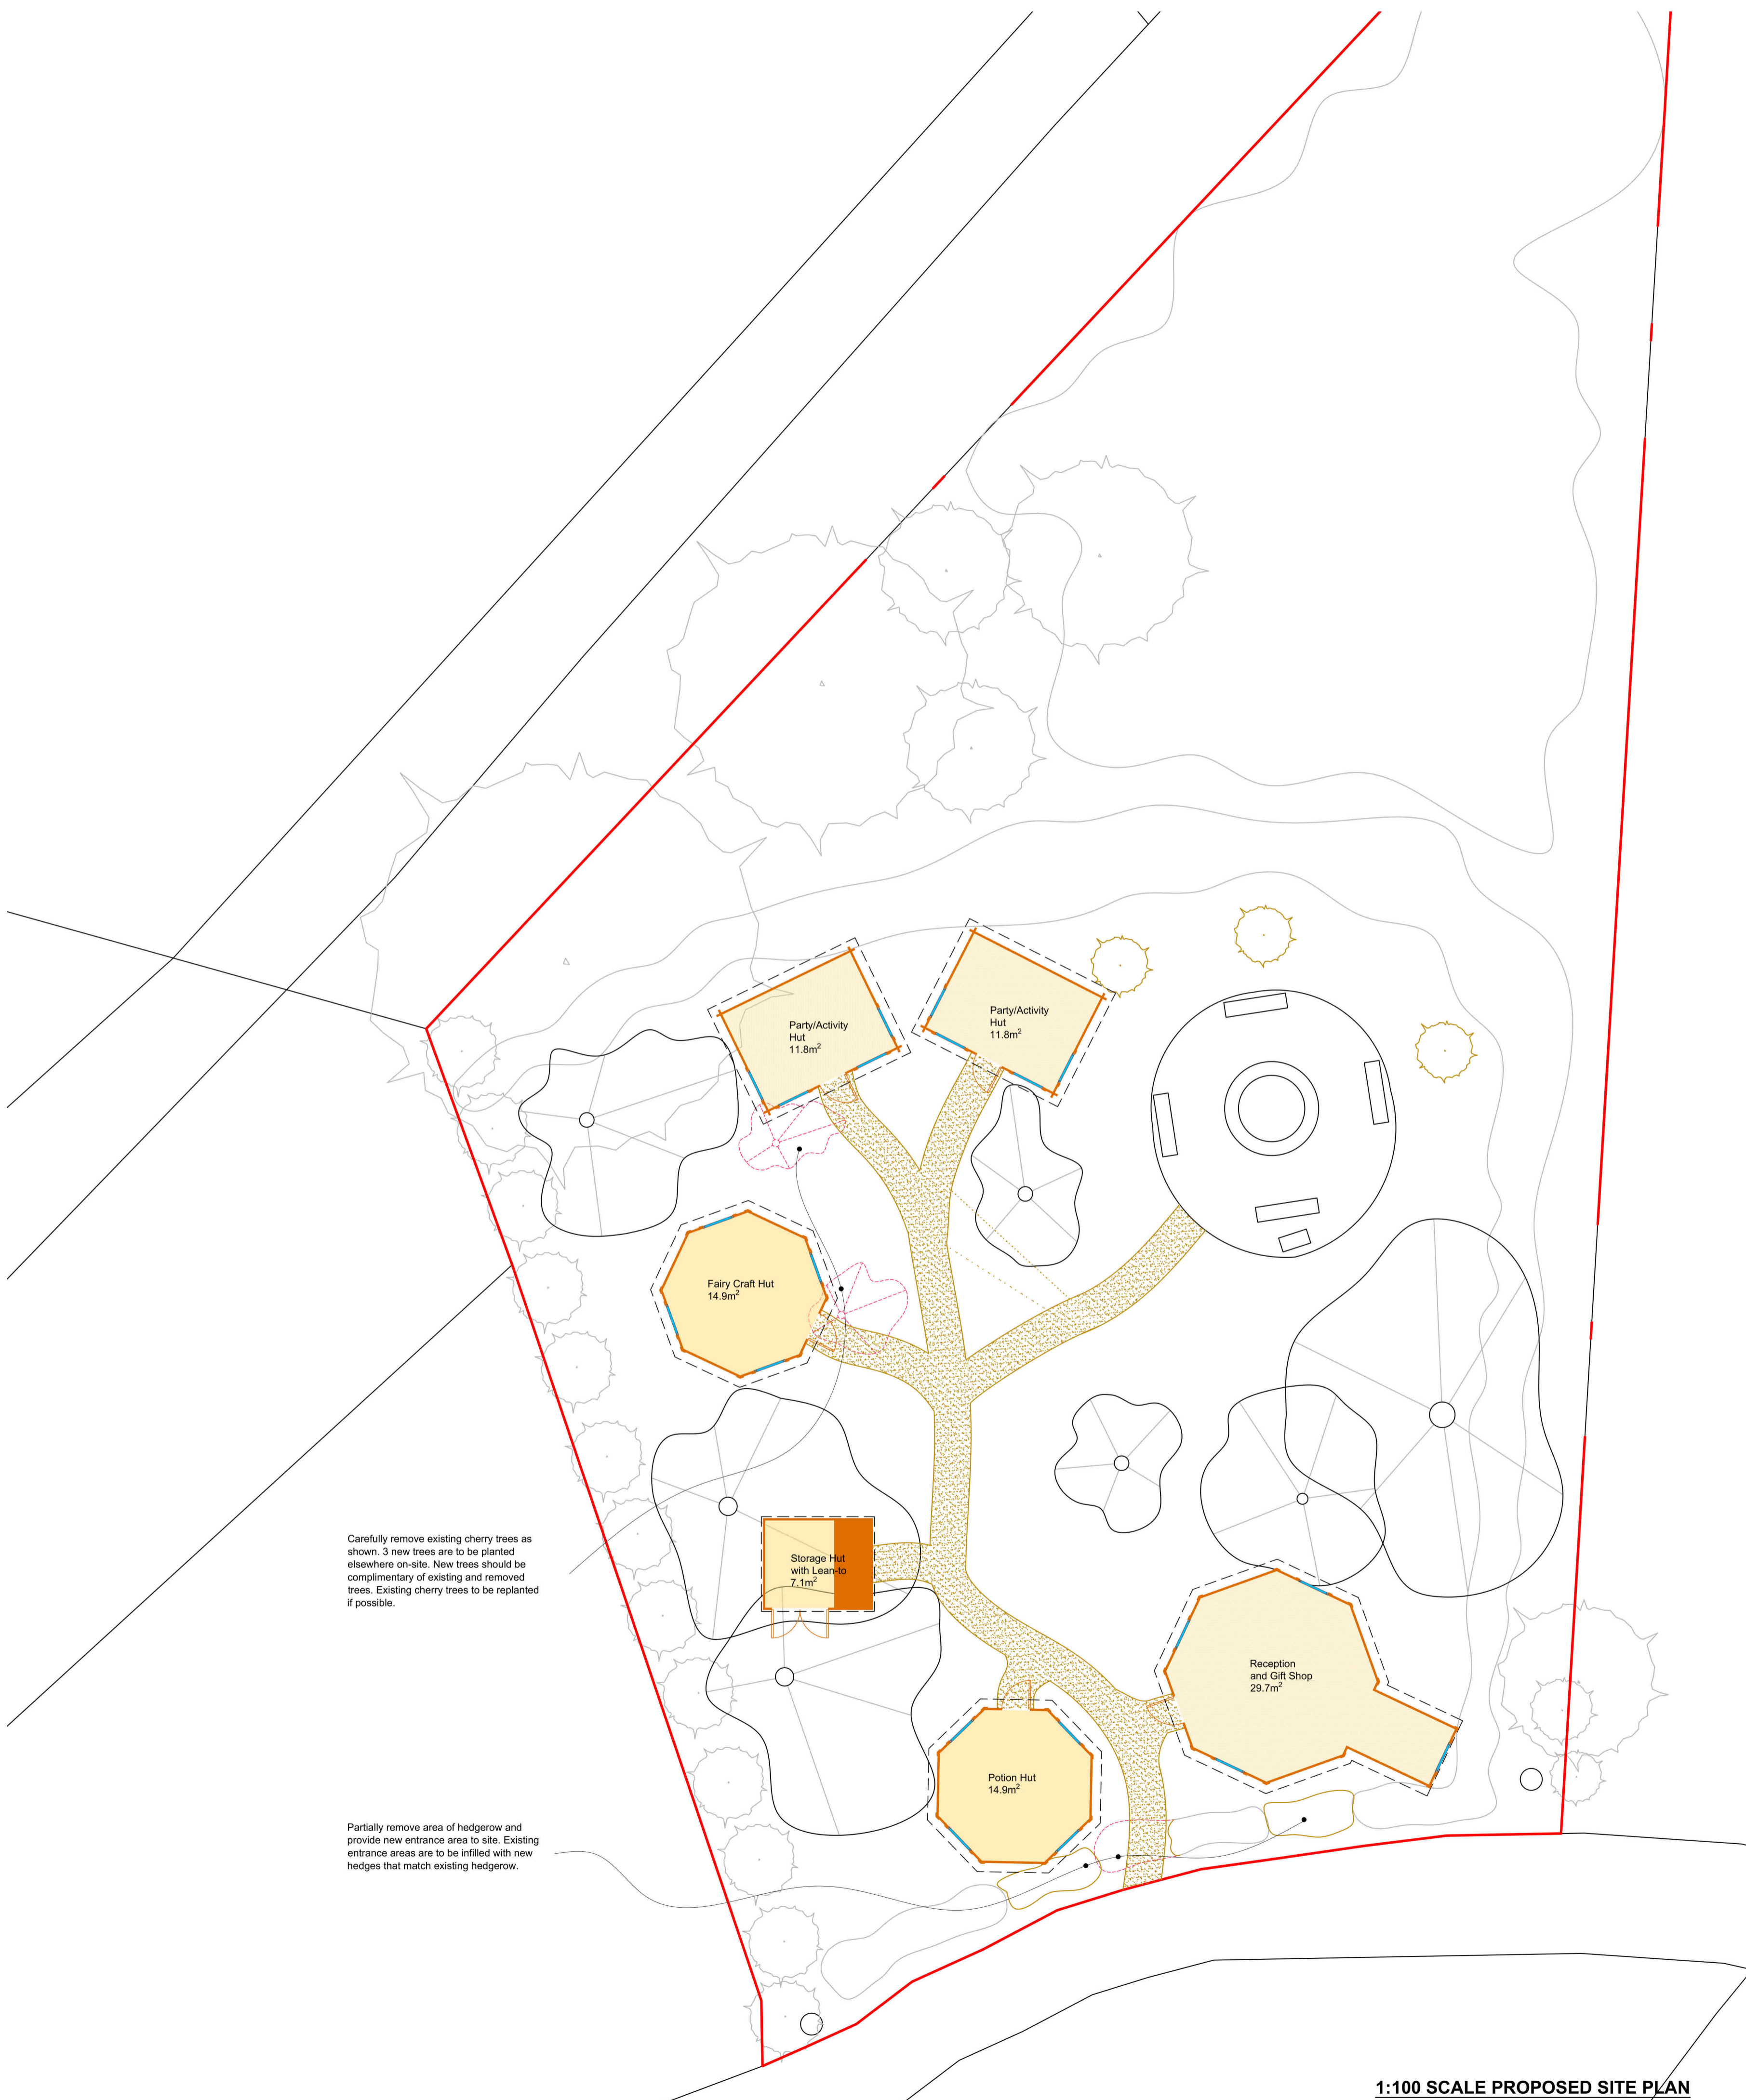 Party/Activity
Hut
11.8m²
Party/Activity
Hut
11.8m²
Fairy Craft Hut
14.9m²
Carefully remove existing cherry trees as
shown. 3 new trees are to be planted
elsewhere on-site. New trees should be
complimentary of existing and removed
trees. Existing cherry trees to be replanted
if possible.
Storage Hut
with Lean-to
7.1m²
Reception
and Gift Shop
29.7m²
Potion Hut
14.9m²
Partially remove area of hedgerow and
provide new entrance area to site. Existing
entrance areas are to be infilled with new
hedges that match existing hedgerow.
1:100 SCALE PROPOSED SITE PLAN